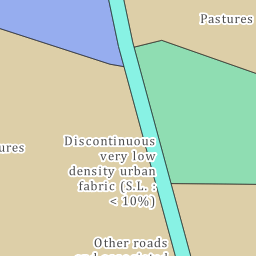 Pastures
ures
Discontinuous
very low
density urban
fabric (S.L. :
< 10%)
Other roads